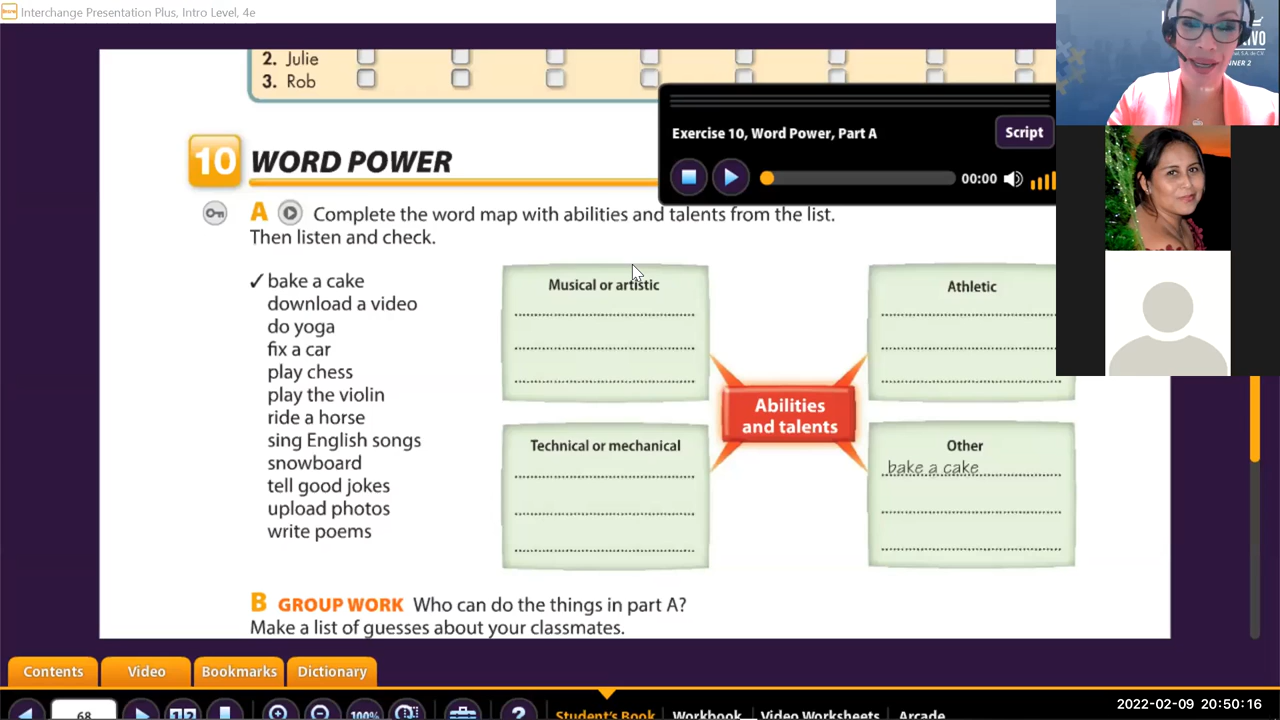 Interchange Presentation Plus, Intro Level, 4e
2. Julie
3. Rob
Exercise 10, Word Power, Part A
Script
00:00
10 WORD POWER
A Complete the word map with abilities and talents from the list.
Then listen and check.
✓ bake a cake
download a video
do yoga
fix a car
play chess
play the violin
ride a horse
sing English songs
snowboard
tell good jokes
upload photos
write poems
Musical or artistic
Athletic
Abilities
and talents
Technical or mechanical
Other
bake a cake
B GROUP WORK Who can do the things in part A?
Make a list of guesses about your classmates.
Contents
Video
Bookmarks
Dictionary
68
100%
Student's Book
Workbook
Video Worksheets
Arcade
2022-02-09 20:50:16